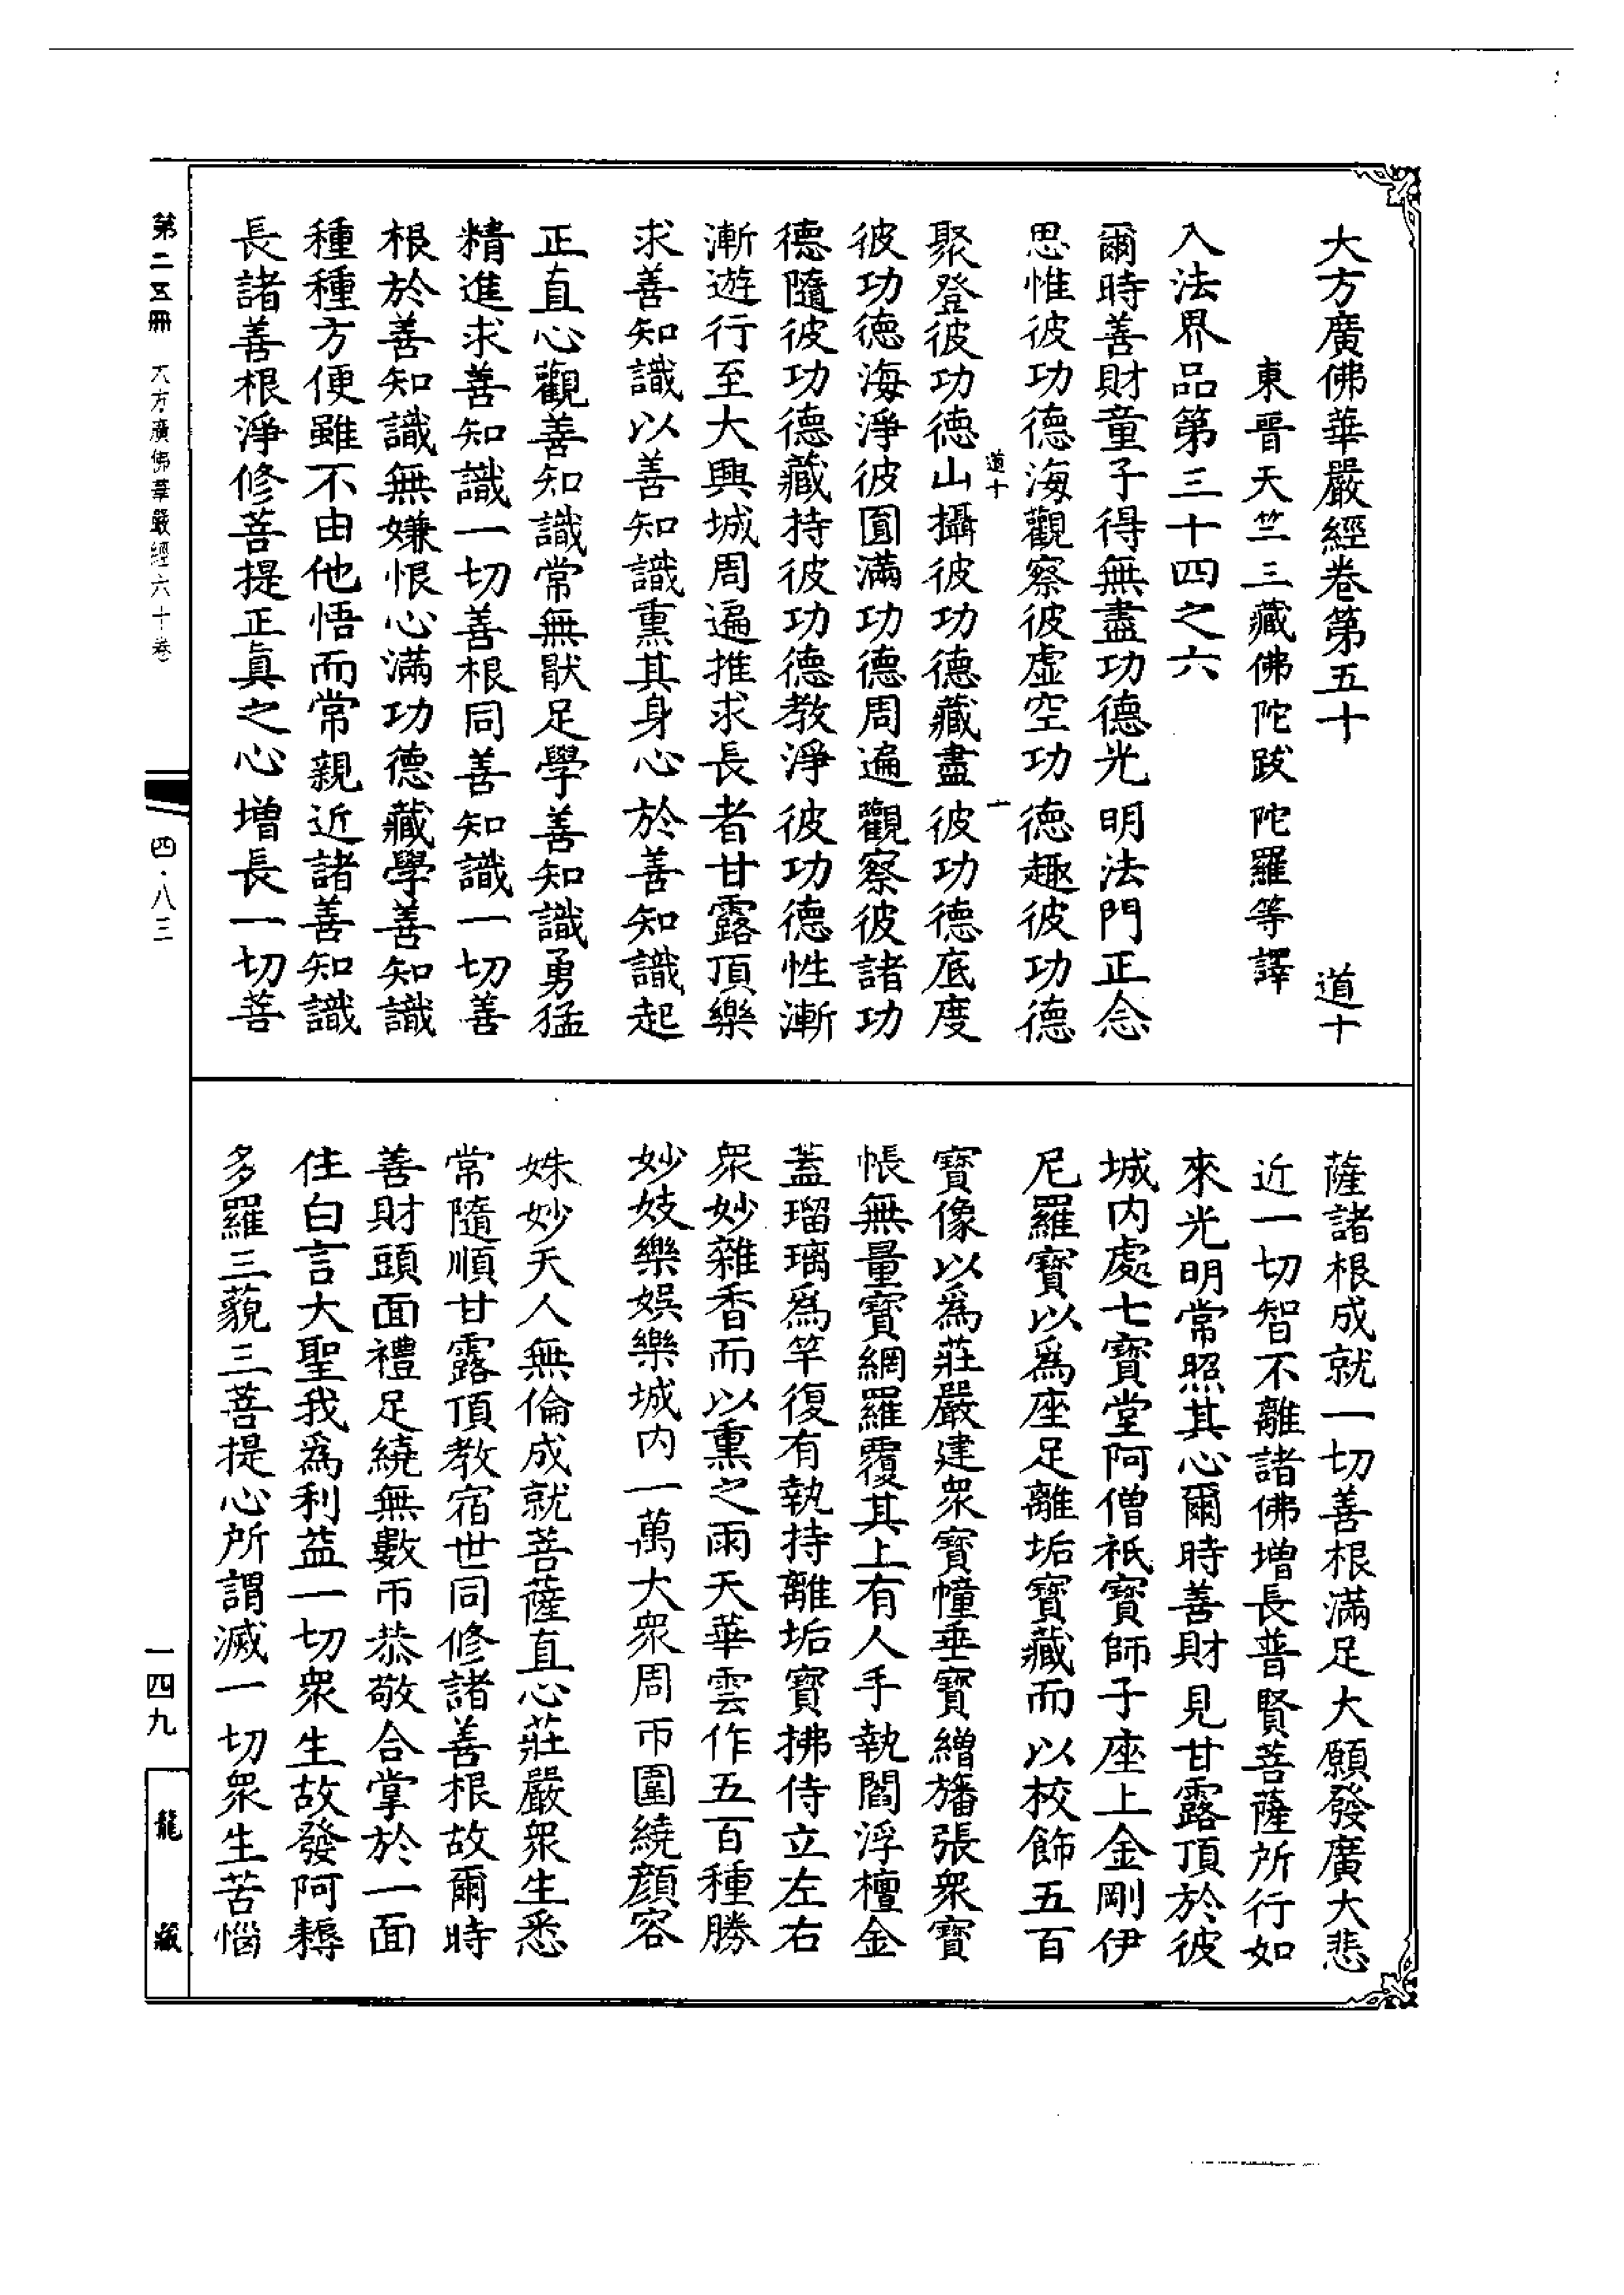 大方廣佛華嚴經卷第五十 道十
東晉天竺三藏佛陀跋陀羅等譯
入法界品第三十四之六
爾時善財童子得無盡功德光明法門正念
思惟彼功德海觀察彼虛空功德趣彼功德
道十 一
聚登彼功德山攝彼功德藏盡彼功德底度
彼功德海淨彼圓滿功德周遍觀察彼諸功
德隨彼功德藏持彼功德教淨彼功德性漸
漸遊行至大興城周遍推求長者甘露頂樂
求善知識以善知識熏其身心於善知識起
正直心觀善知識常無猒足學善知識勇猛
精進求善知識一切善根同善知識一切善
根於善知識無嫌恨心滿功德藏學善知識
種種方便雖不由他悟而常親近諸善知識
長諸善根淨修菩提正真之心增長一切菩
薩諸根成就一切善根滿足大願發廣大悲
近一切智不離諸佛增長普賢菩薩所行如
來光明常照其心爾時善財見甘露頂於彼
城內處七寶堂阿僧祇寶師子座上金剛伊
尼羅寶以為座足離垢寶藏而以校飾五百
寶像以為莊嚴建衆寶幢垂寶繒旛張衆寶
帳無量寶網羅覆其上有人手執閻浮檀金
蓋瑠璃為竿復有執持離垢寶拂侍立左右
衆妙雜香而以熏之雨天華雲作五百種勝
妙妓樂娛樂城内一萬大衆周帀圍繞顏容
姝妙天人無倫成就菩薩直心莊嚴衆生悉
常隨順甘露頂教宿世同修諸善根故爾時
善財頭面禮足繞無數帀恭敬合掌於一面
住白言大聖我為利益一切衆生故發阿耨
多羅三藐三菩提心所謂滅一切衆生苦惱
第二五冊 大方廣佛華嚴經六十卷
四·八三
一四九
龍藏